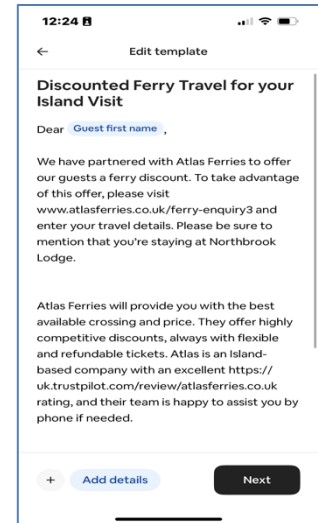 12:24
Edit template
Discounted Ferry Travel for your
Island Visit
Dear Guest first name ,
We have partnered with Atlas Ferries to offer
our guests a ferry discount. To take advantage
of this offer, please visit
www.atlasferries.co.uk/ferry-enquiry3 and
enter your travel details. Please be sure to
mention that you're staying at Northbrook
Lodge.
Atlas Ferries will provide you with the best
available crossing and price. They offer highly
competitive discounts, always with flexible
and refundable tickets. Atlas is an Island-
based company with an excellent https://
uk.trustpilot.com/review/atlasferries.co.uk
rating, and their team is happy to assist you by
phone if needed.
+ Add details
Next